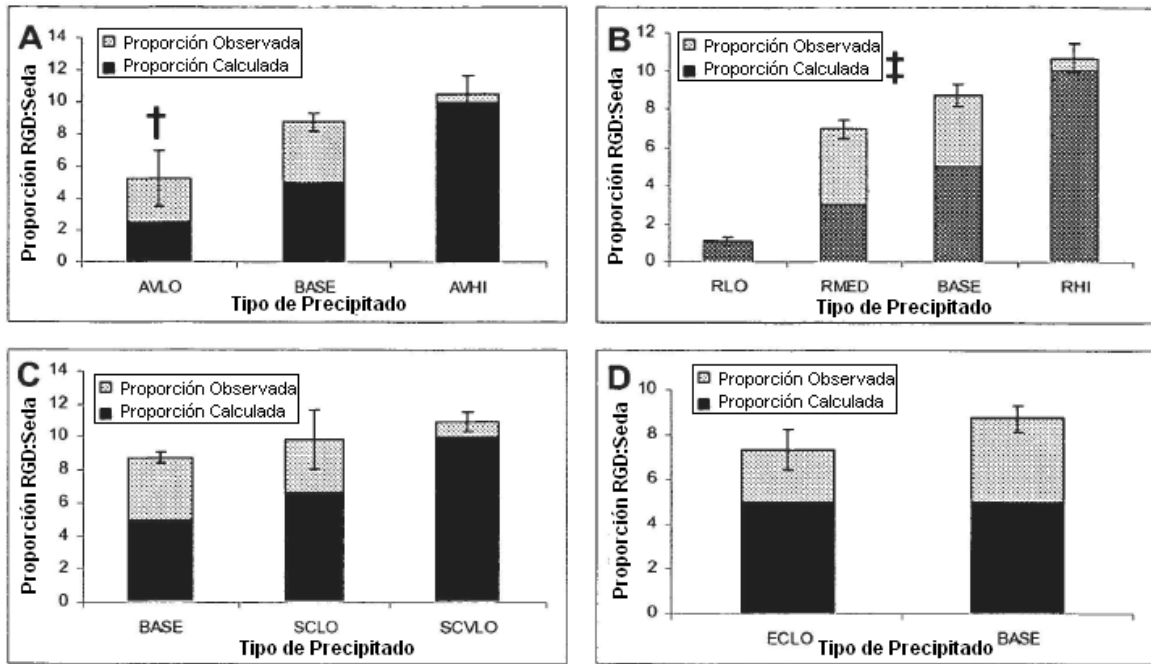 A
Proporción Observada
Proporción Calculada
†
Proporción RGD:Seda
14
12
10
8
6
4
2
0
AVLO
BASE
AVHI
Tipo de Precipitado
B
Proporción Observada
Proporción Calculada
‡
Proporción RGD:Seda
12
10
8
6
4
2
0
RLO
RMED
BASE
RHI
Tipo de Precipitado
C
Proporción Observada
Proporción Calculada
Proporción RGD:Seda
14
12
10
8
6
4
2
0
BASE
SCLO
SCVLO
Tipo de Precipitado
D
Proporción Observada
Proporción Calculada
Proporción RGD:Seda
10
8
6
4
2
0
ECLO
BASE
Tipo de Precipitado